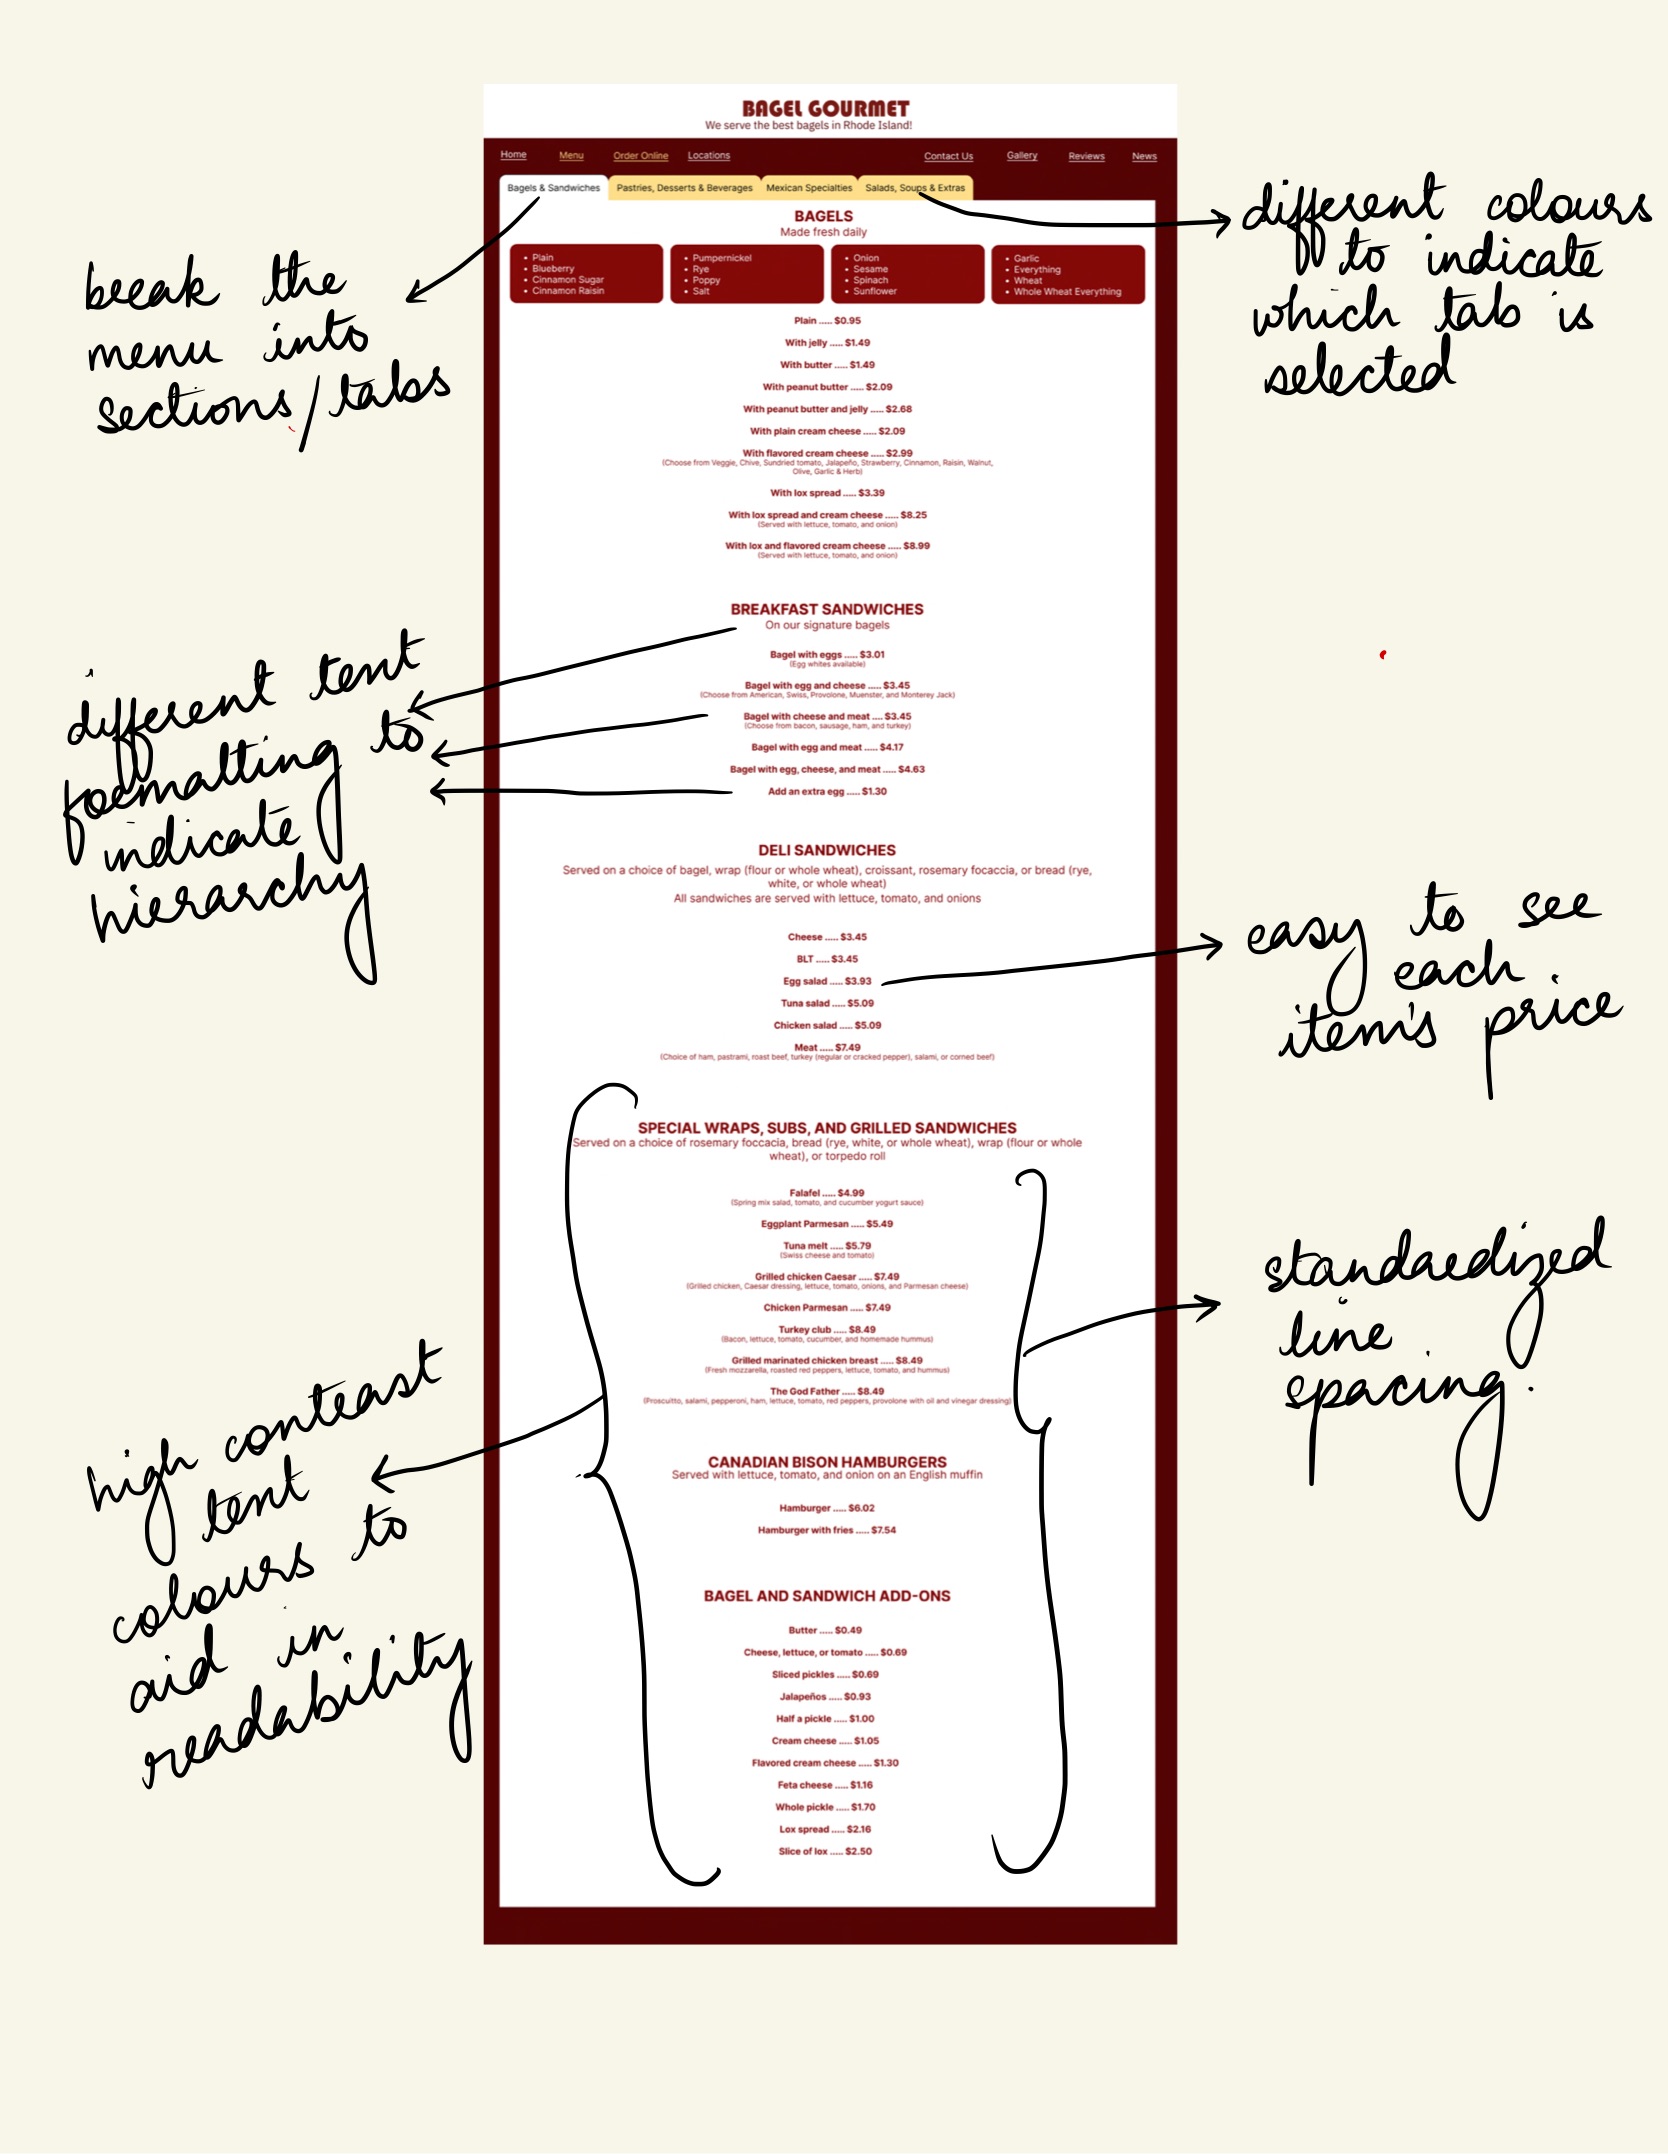 BAGEL GOURMET
We serve the best bagels in Rhode Island!
Home Menu Order Online Locations Contact Us Gallery Reviews News
Bagels & Sandwiches Pastries, Desserts & Beverages Mexican Specialties Salads, Soups & Extras
BAGELS
Made fresh daily
• Plain
• Blueberry
• Cinnamon Sugar
• Cinnamon Raisin
• Pumpernickel
• Rye
• Poppy
• Salt
• Onion
• Sesame
• Spinach
• Sunflower
• Garlic
• Everything
• Wheat
• Whole Wheat Everything
Plain ..... $0.95
With jelly ..... $1.49
With butter ..... $1.49
With peanut butter ..... $2.09
With peanut butter and jelly ..... $2.68
With plain cream cheese ..... $2.09
With flavored cream cheese ..... $2.99
(Choose from Veggie, Chive, Sundried tomato, Jalapeño, Strawberry, Cinnamon, Raisin, Walnut,
Olive, Garlic & Herb)
With lox spread ..... $3.39
With lox spread and cream cheese ..... $8.25
(Served with lettuce, tomato, and onion)
With lox and flavored cream cheese ..... $8.99
(Served with lettuce, tomato, and onion)
BREAKFAST SANDWICHES
On our signature bagels
Bagel with eggs ..... $3.01
(Egg whites available)
Bagel with egg and cheese ..... $3.45
(Choose from American, Swiss, Provolone, Muenster, and Monterey Jack)
Bagel with cheese and meat .... $3.45
(Choose from bacon, sausage, ham, and turkey)
Bagel with egg and meat ..... $4.17
Bagel with egg, cheese, and meat ..... $4.63
Add an extra egg ..... $1.30
DELI SANDWICHES
Served on a choice of bagel, wrap (flour or whole wheat), croissant, rosemary focaccia, or bread (rye,
white, or whole wheat)
All sandwiches are served with lettuce, tomato, and onions
Cheese ..... $3.45
BLT ..... $3.45
Egg salad ..... $3.93
Tuna salad ..... $5.09
Chicken salad ..... $5.09
Meat ..... $7.49
(Choice of ham, pastrami, roast beef, turkey (regular or cracked pepper), salami, or corned beef)
SPECIAL WRAPS, SUBS, AND GRILLED SANDWICHES
Served on a choice of rosemary foccacia, bread (rye, white, or whole wheat), wrap (flour or whole
wheat), or torpedo roll
Falafel ..... $4.99
(Spring mix salad, tomato, and cucumber yogurt sauce)
Eggplant Parmesan ..... $5.49
Tuna melt ..... $5.79
(Swiss cheese and tomato)
Grilled chicken Caesar ..... $7.49
(Grilled chicken, Caesar dressing, lettuce, tomato, onions, and Parmesan cheese)
Chicken Parmesan ..... $7.49
Turkey club ..... $8.49
(Bacon, lettuce, tomato, cucumber, and homemade hummus)
Grilled marinated chicken breast ..... $8.49
(Fresh mozzarella, roasted red peppers, lettuce, tomato, and hummus)
The God Father ..... $8.49
(Proscuitto, salami, pepperoni, ham, lettuce, tomato, red peppers, provolone with oil and vinegar dressing)
CANADIAN BISON HAMBURGERS
Served with lettuce, tomato, and onion on an English muffin
Hamburger ..... $6.02
Hamburger with fries ..... $7.54
BAGEL AND SANDWICH ADD-ONS
Butter ..... $0.49
Cheese, lettuce, or tomato ..... $0.69
Sliced pickles ..... $0.69
Jalapeños ..... $0.93
Half a pickle ..... $1.00
Cream cheese ..... $1.05
Flavored cream cheese ..... $1.30
Feta cheese ..... $1.16
Whole pickle ..... $1.70
Lox spread ..... $2.16
Slice of lox ..... $2.50
break the
menu into
sections/tabs
different text
formatting to
indicate
hierarchy
high contrast
text
colours to
aid in
readability
different colours
to indicate
which tab is
selected
easy to see
each
item's price
standardized
line
spacing.